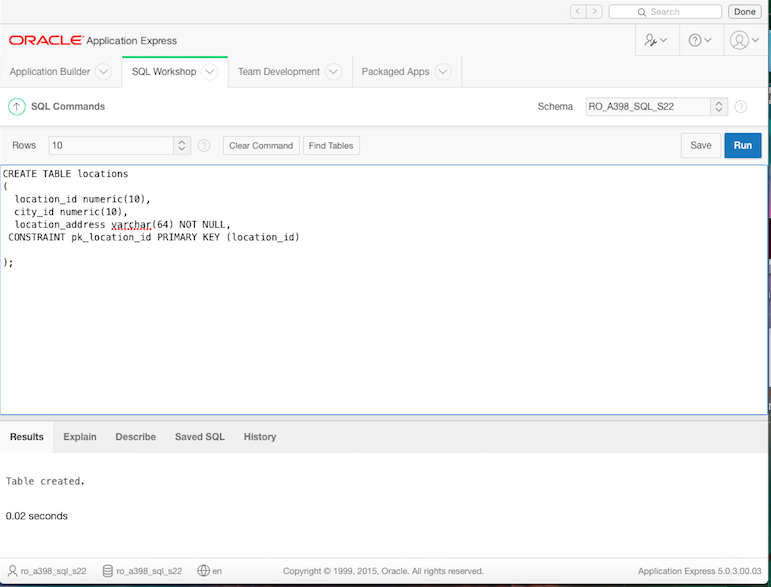 Search
Done
ORACLE Application Express
Application Builder SQL Workshop Team Development Packaged Apps
SQL Commands Schema RO_A398_SQL_S22
Rows 10 Clear Command Find Tables Save Run
CREATE TABLE locations
(
location_id numeric(10),
city_id numeric(10),
location_address varchar(64) NOT NULL,
CONSTRAINT pk_location_id PRIMARY KEY (location_id)
);
Results Explain Describe Saved SQL History
Table created.
0.02 seconds
ro_a398_sql_s22 ro_a398_sql_s22 en Copyright © 1999, 2015, Oracle. All rights reserved. Application Express 5.0.3.00.03